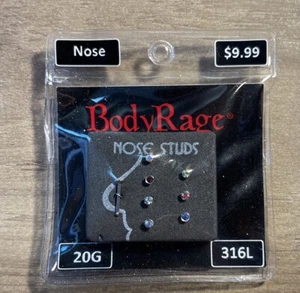 Nose $9.99
BodyRage®
NOSE STUDS
20G 316L